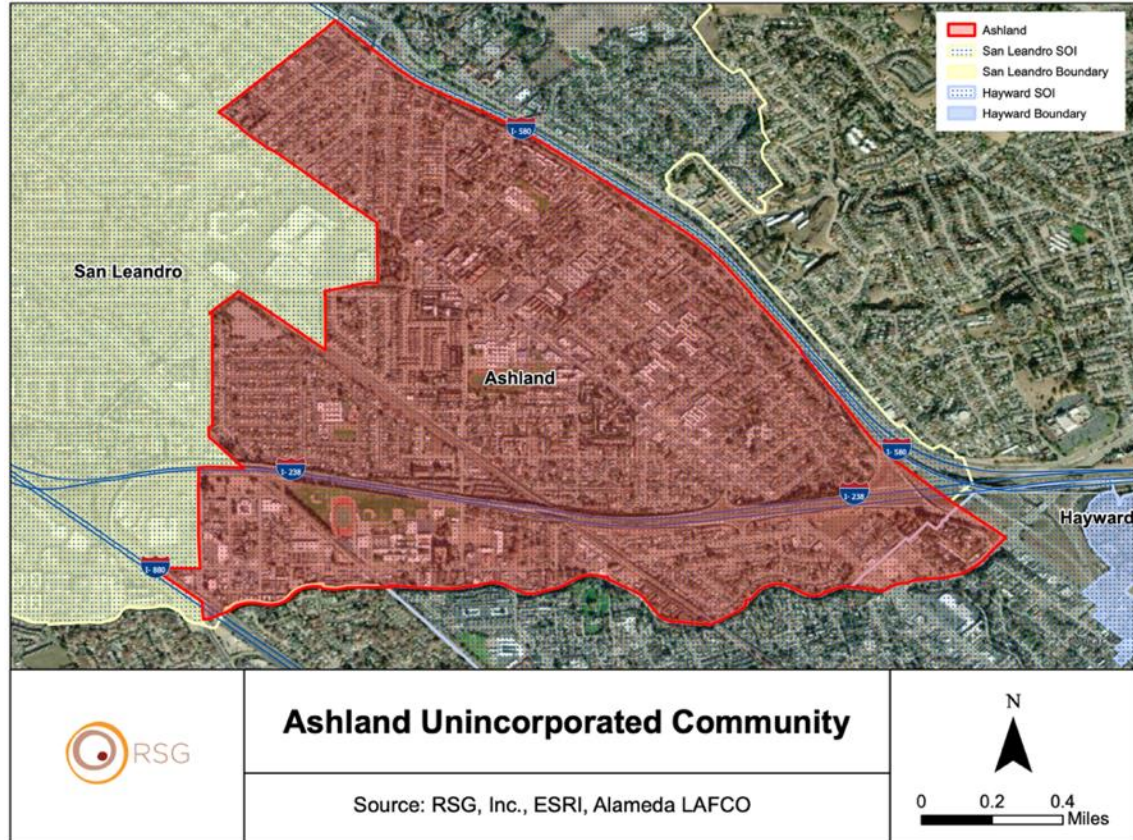 Ashland
San Leandro SOI
San Leandro Boundary
Hayward SOI
Hayward Boundary
I- 580
San Leandro
Ashland
I- 580
I- 238
I- 238
Hayward
I- 880
RSG
Ashland Unincorporated Community
Source: RSG, Inc., ESRI, Alameda LAFCO
N
0 0.2 0.4
Miles